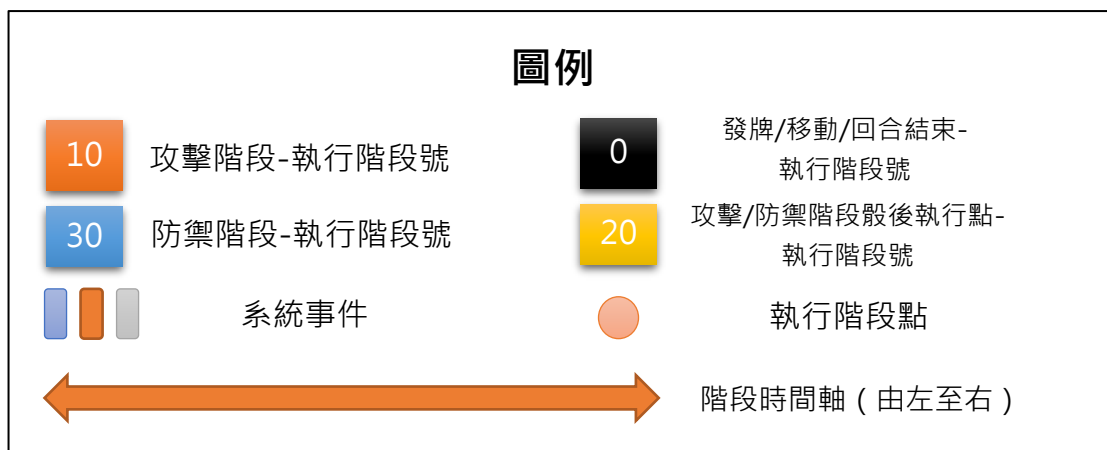 圖例
10
攻擊階段-執行階段號
0
發牌/移動/回合結束-
執行階段號
30
防禦階段-執行階段號
20
攻擊/防禦階段骰後執行點-
執行階段號
系統事件
執行階段點
階段時間軸（由左至右）